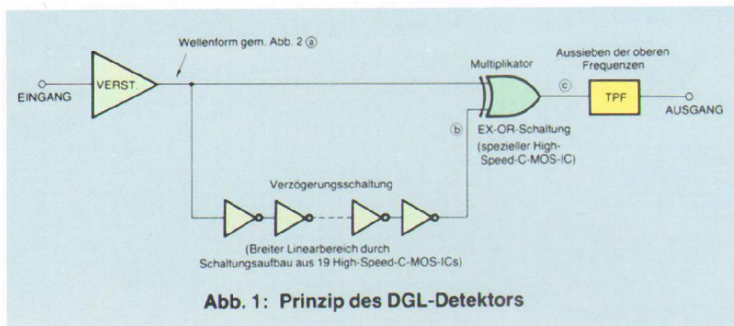 Wellenform gem. Abb. 2 ⓐ
EINGANG
VERST.
Multiplikator
Aussieben der oberen
Frequenzen
ⓒ
TPF
AUSGANG
ⓑ
EX-OR-Schaltung
(spezieller High-
Speed-C-MOS-IC)
Verzögerungsschaltung
(Breiter Linearbereich durch
Schaltungsaufbau aus 19 High-Speed-C-MOS-ICs)
Abb. 1: Prinzip des DGL-Detektors